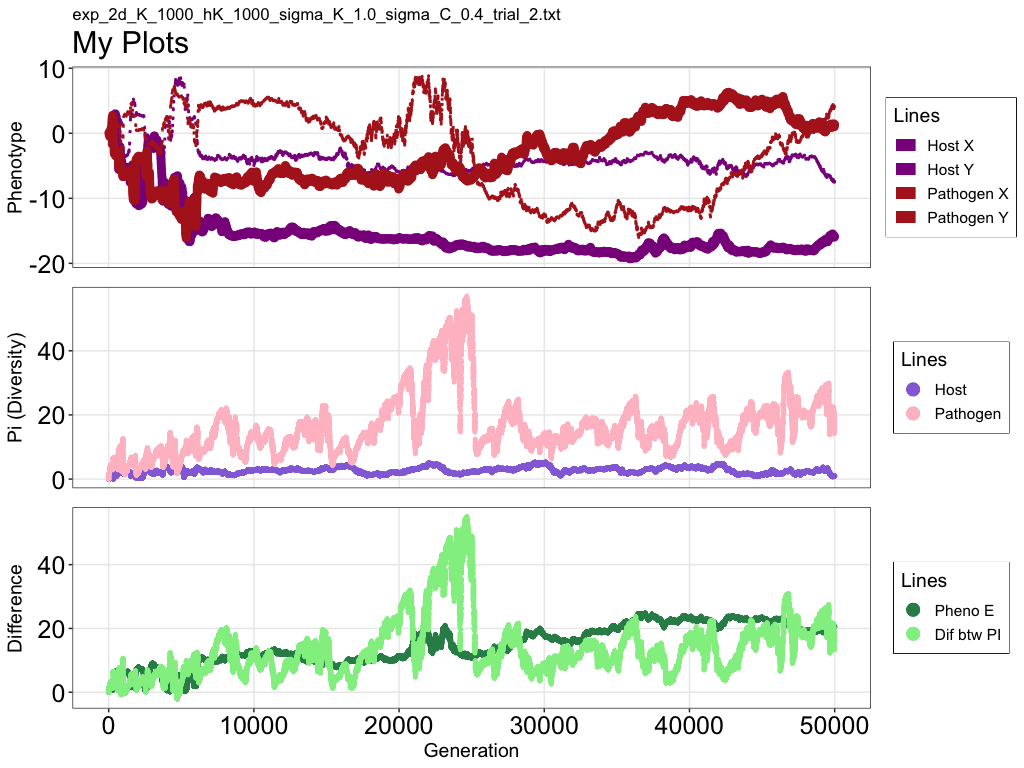 exp_2d_K_1000_hK_1000_sigma_K_1.0_sigma_C_0.4_trial_2.txt
My Plots
Phenotype
10
0
-10
-20
Lines
Host X
Host Y
Pathogen X
Pathogen Y
Pi (Diversity)
40
20
0
Lines
Host
Pathogen
Difference
40
20
0
Lines
Pheno E
Dif btw PI
0 10000 20000 30000 40000 50000
Generation